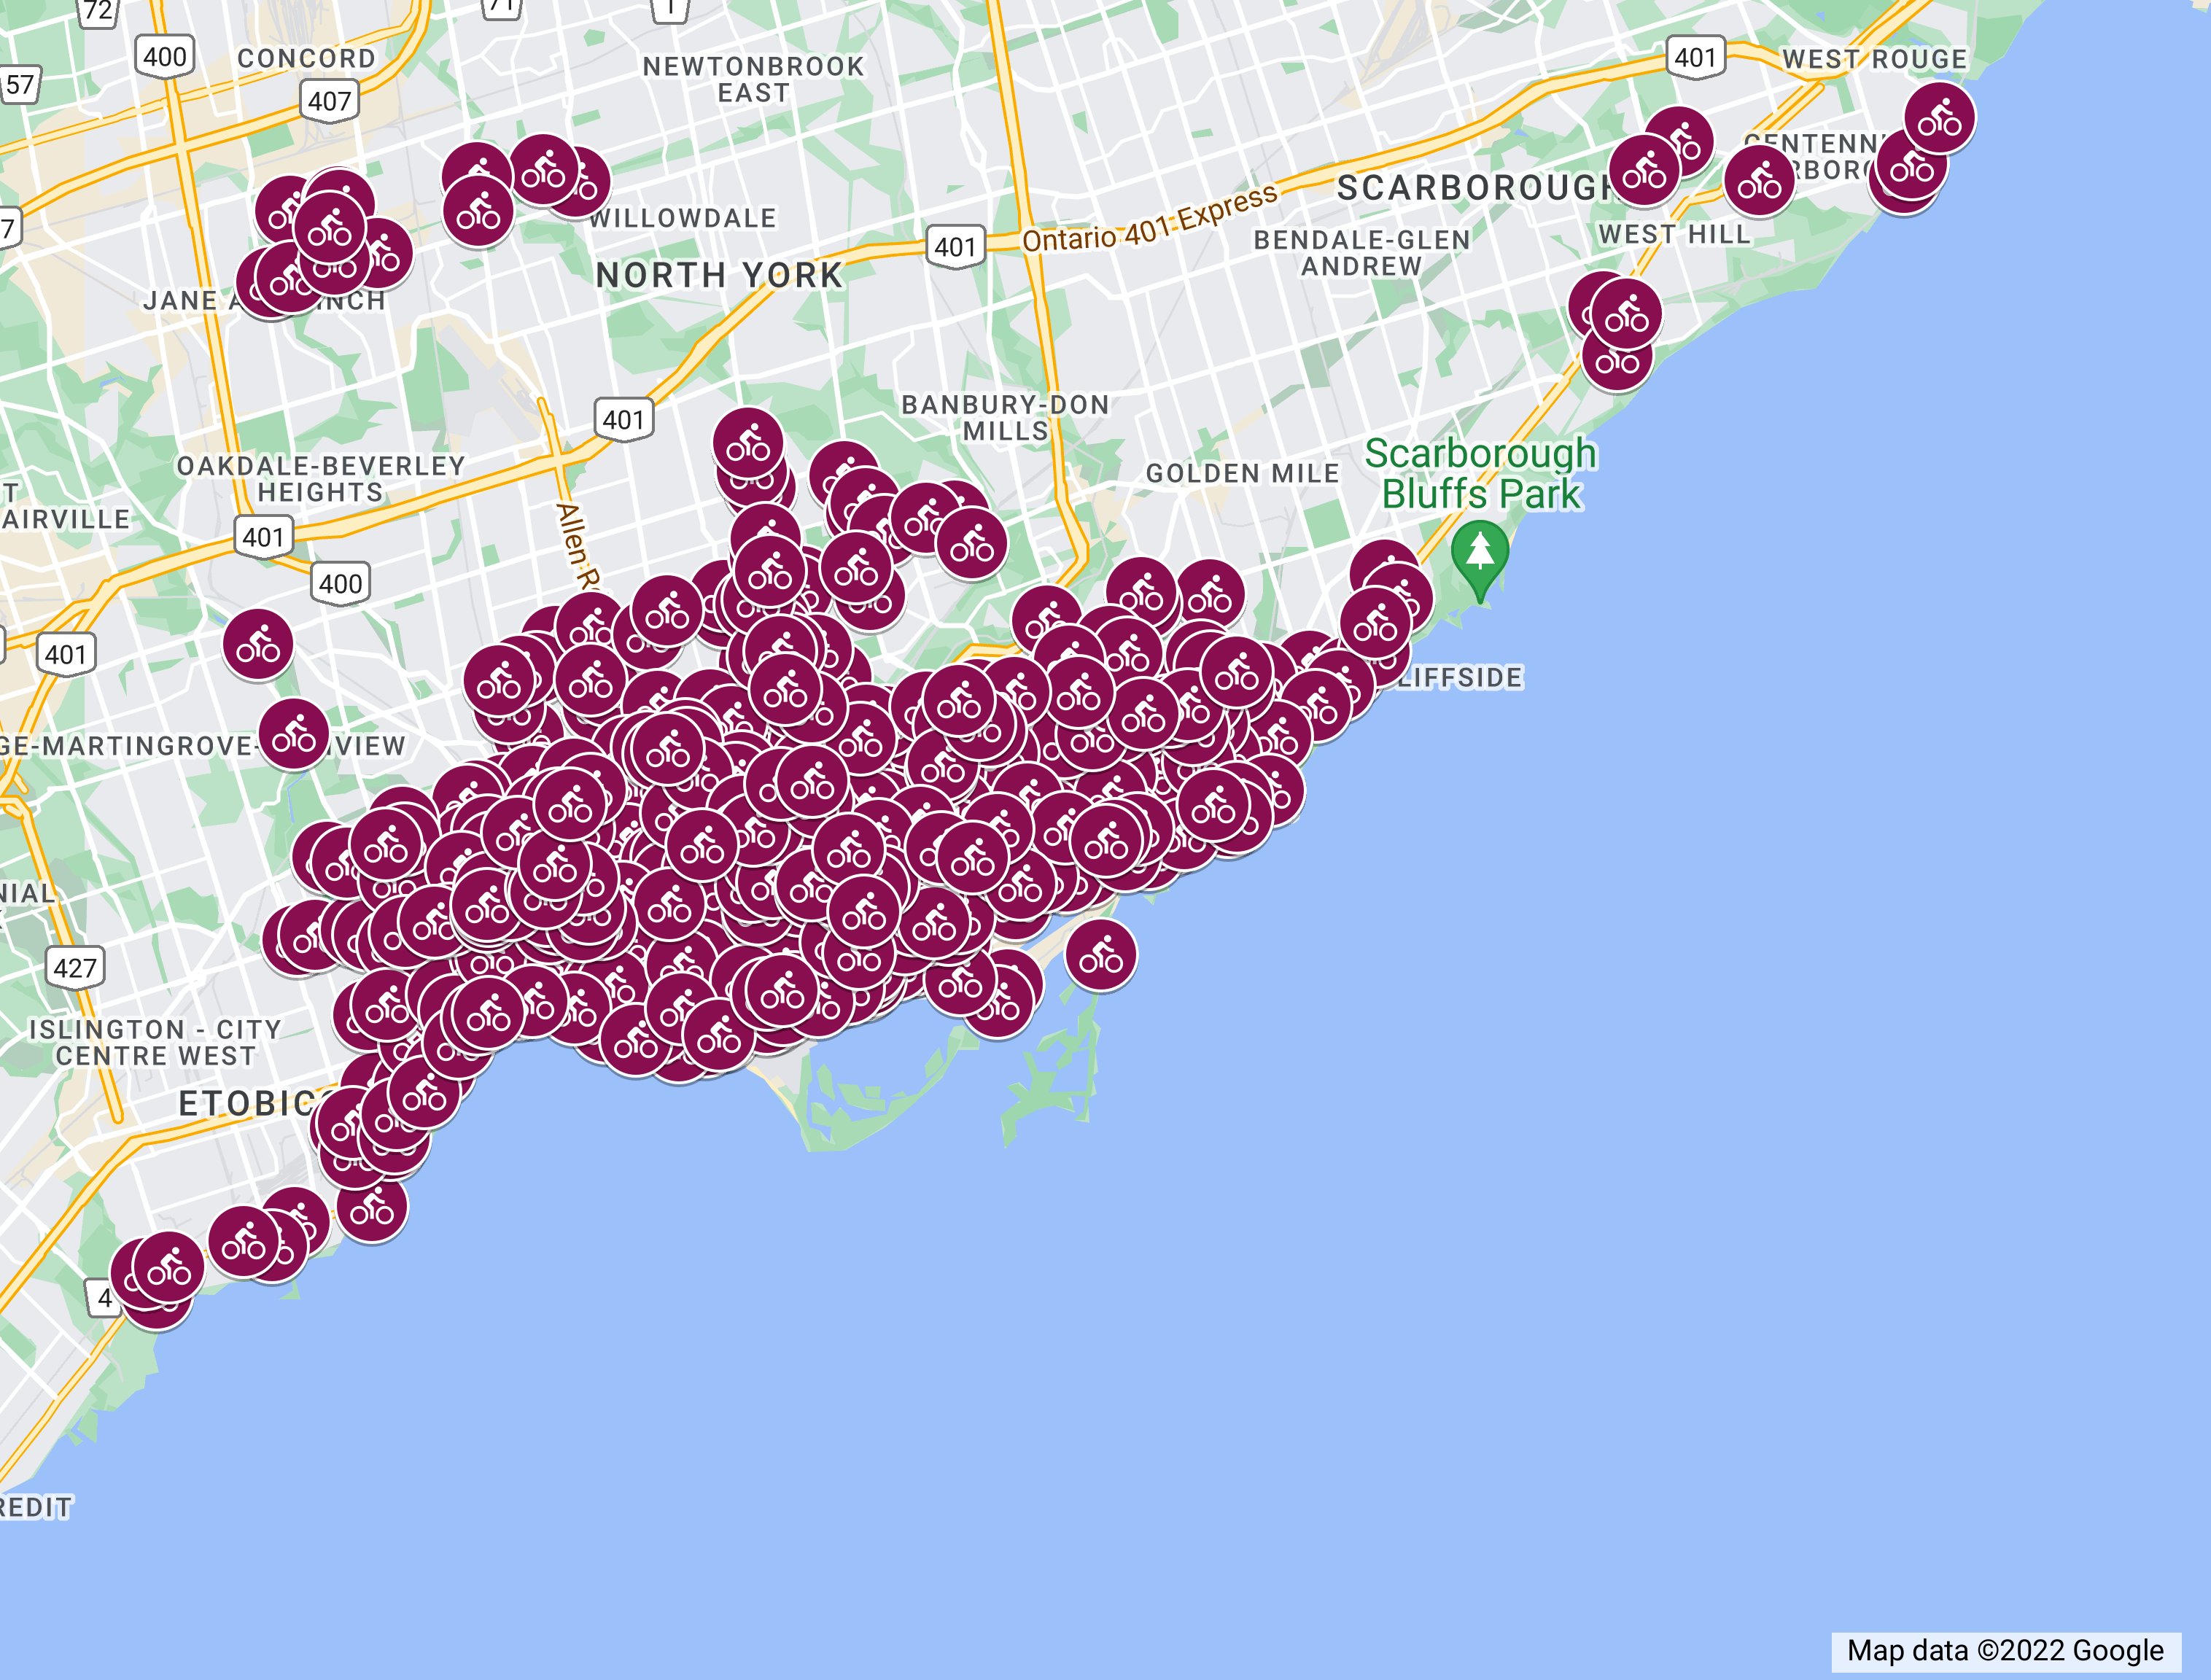 72
71
1
400
CONCORD
NEWTONBROOK
EAST
401
WEST ROUGE
57
407
SCARBOROUGH
7
WILLOWDALE
401
Ontario 401 Express
BENDALE-GLEN
ANDREW
WEST HILL
NORTH YORK
JANE
401
BANBURY-DON
MILLS
OAKDALE-BEVERLEY
HEIGHTS
GOLDEN MILE
Scarborough
Bluffs Park
AIRVILLE
401
Allen
400
401
LIFFSIDE
GE-MARTINGROVE-
VIEW
NIAL
427
ISLINGTON - CITY
CENTRE WEST
ETOBIC
4
REDIT
Map data ©2022 Google